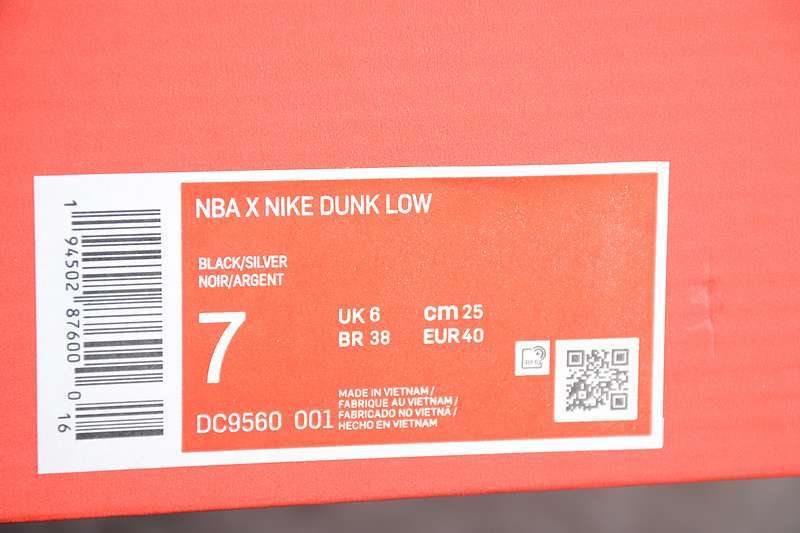 NBA X NIKE DUNK LOW
BLACK/SILVER
NOIR/ARGENT
7
UK 6 cm 25
BR 38 EUR 40
MADE IN VIETNAM /
FABRIQUE AU VIETNAM /
FABRICADO NO VIETNÃ /
HECHO EN VIETNAM
DC9560 001
1 94502 87600 0 16